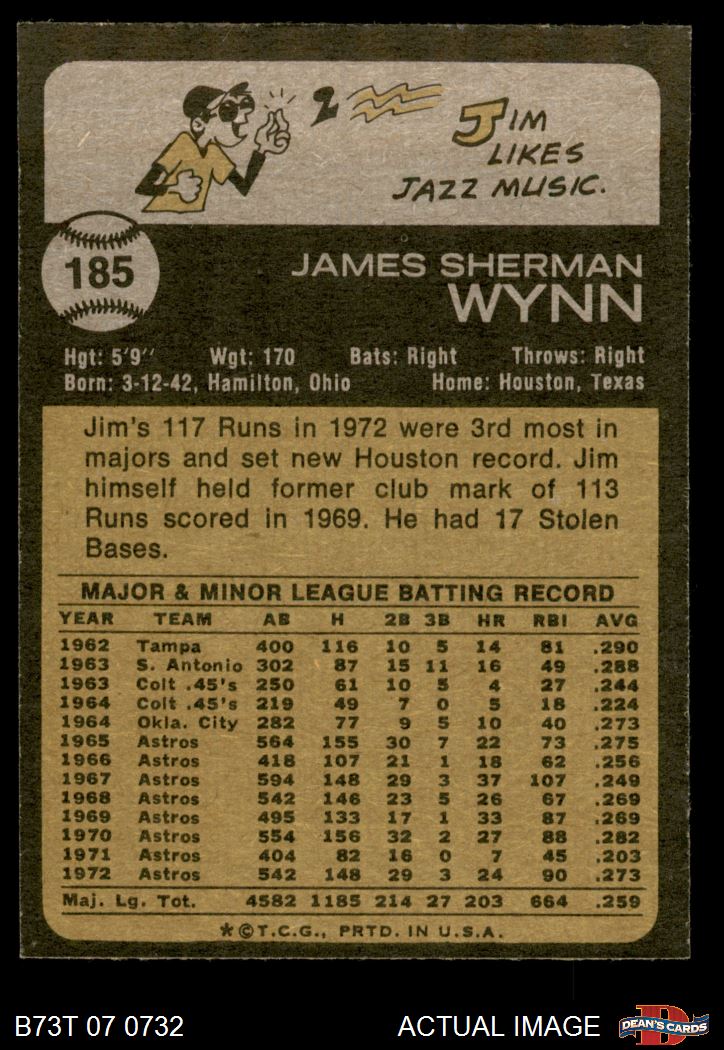 2
JIM
LIKES
JAZZ MUSIC.
185
JAMES SHERMAN
WYNN
Hgt: 5'9" Wgt: 170 Bats: Right Throws: Right
Born: 3-12-42, Hamilton, Ohio Home: Houston, Texas
Jim's 117 Runs in 1972 were 3rd most in
majors and set new Houston record. Jim
himself held former club mark of 113
Runs scored in 1969. He had 17 Stolen
Bases.
MAJOR & MINOR LEAGUE BATTING RECORD
YEAR TEAM AB H 2B 3B HR RBI AVG
1962 Tampa 400 116 10 5 14 81 .290
1963 S. Antonio 302 87 15 11 16 49 .288
1963 Colt .45's 250 61 10 5 4 27 .244
1964 Colt .45's 219 49 7 0 5 18 .224
1964 Okla. City 282 77 9 5 10 40 .273
1965 Astros 564 155 30 7 22 73 .275
1966 Astros 418 107 21 1 18 62 .256
1967 Astros 594 148 29 3 37 107 .249
1968 Astros 542 146 23 5 26 67 .269
1969 Astros 495 133 17 1 33 87 .269
1970 Astros 554 156 32 2 27 88 .282
1971 Astros 404 82 16 0 7 45 .203
1972 Astros 542 148 29 3 24 90 .273
Maj. Lg. Tot. 4582 1185 214 27 203 664 .259
*©T.C.G., PRTD. IN U.S.A.
B73T 07 0732 ACTUAL IMAGE
D
DEAN'S CARDS